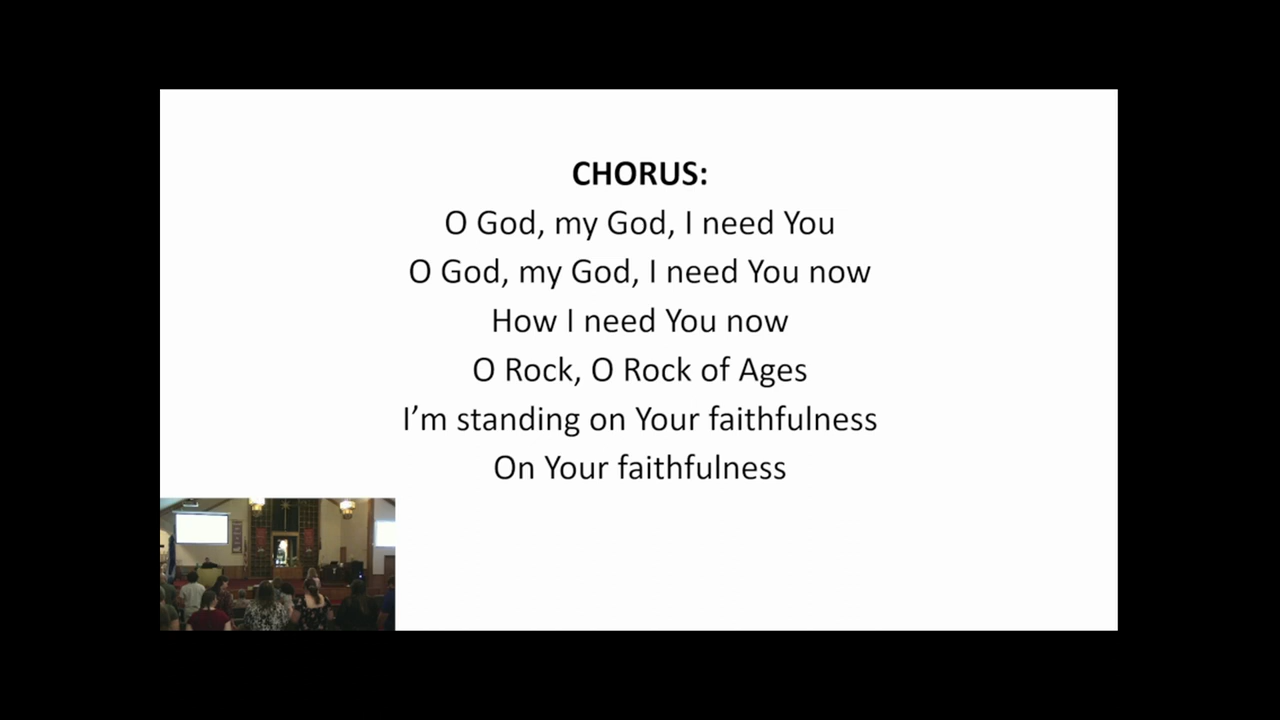 CHORUS:
O God, my God, I need You
O God, my God, I need You now
How I need You now
O Rock, O Rock of Ages
I’m standing on Your faithfulness
On Your faithfulness